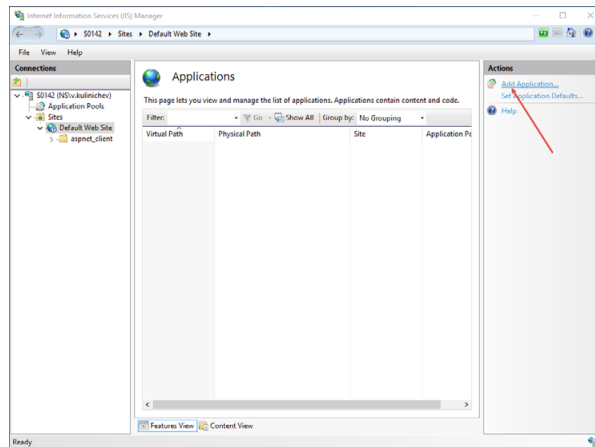 Internet Information Services (IIS) Manager
S0142 Sites Default Web Site
File View Help
Connections
S0142 (NS\v.kulinichev)
Application Pools
Sites
Default Web Site
aspnet_client
Applications
This page lets you view and manage the list of applications. Applications contain content and code.
Filter: Go Show All Group by: No Grouping
Virtual Path Physical Path Site Application Po
Features View Content View
Actions
Add Application...
Set Application Defaults...
Help
Ready